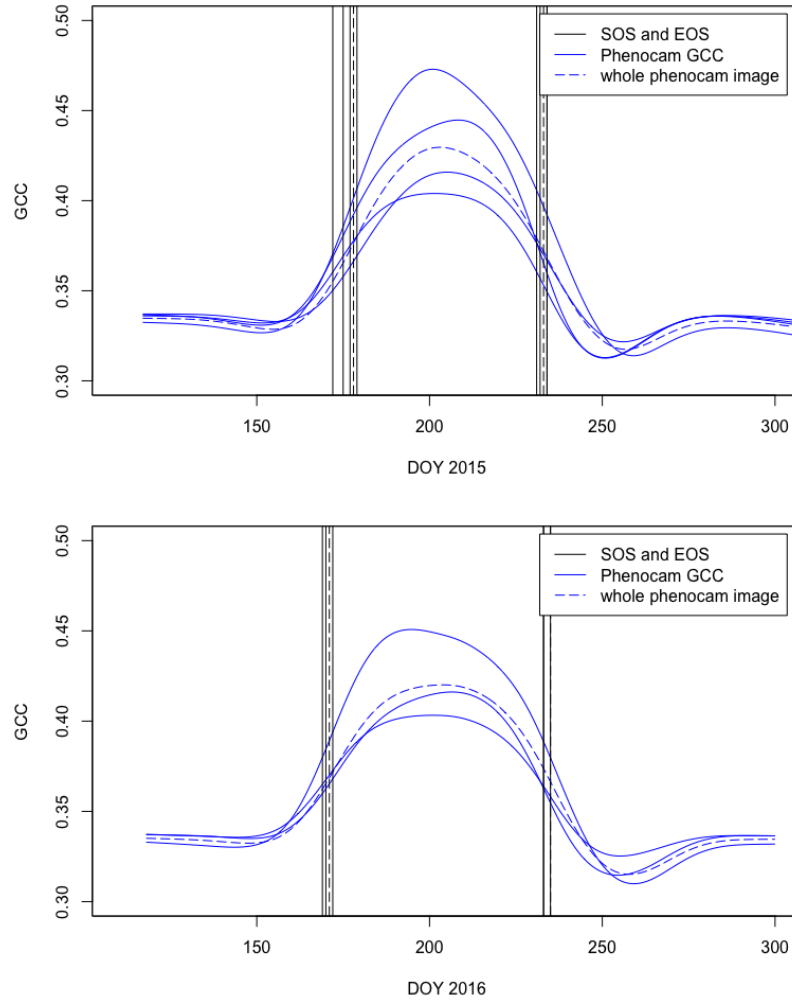 0.50
0.45
0.40
0.35
0.30
GCC
SOS and EOS
Phenocam GCC
whole phenocam image
150
200
250
300
DOY 2015
0.50
0.45
0.40
0.35
0.30
GCC
SOS and EOS
Phenocam GCC
whole phenocam image
150
200
250
300
DOY 2016